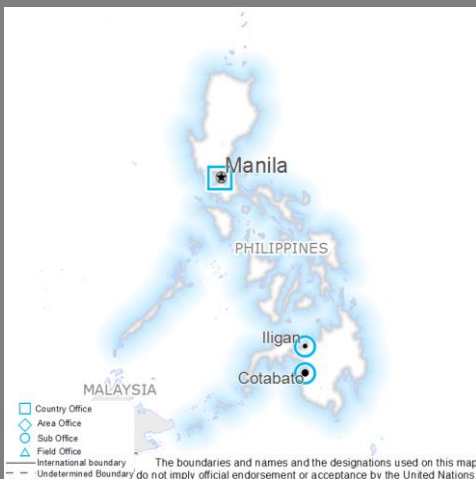 Manila
PHILIPPINES
Iligan
Cotabato
MALAYSIA
Country Office
Area Office
Sub Office
Field Office
International boundary
Undetermined Boundary
The boundaries and names and the designations used on this map
do not imply official endorsement or acceptance by the United Nations.